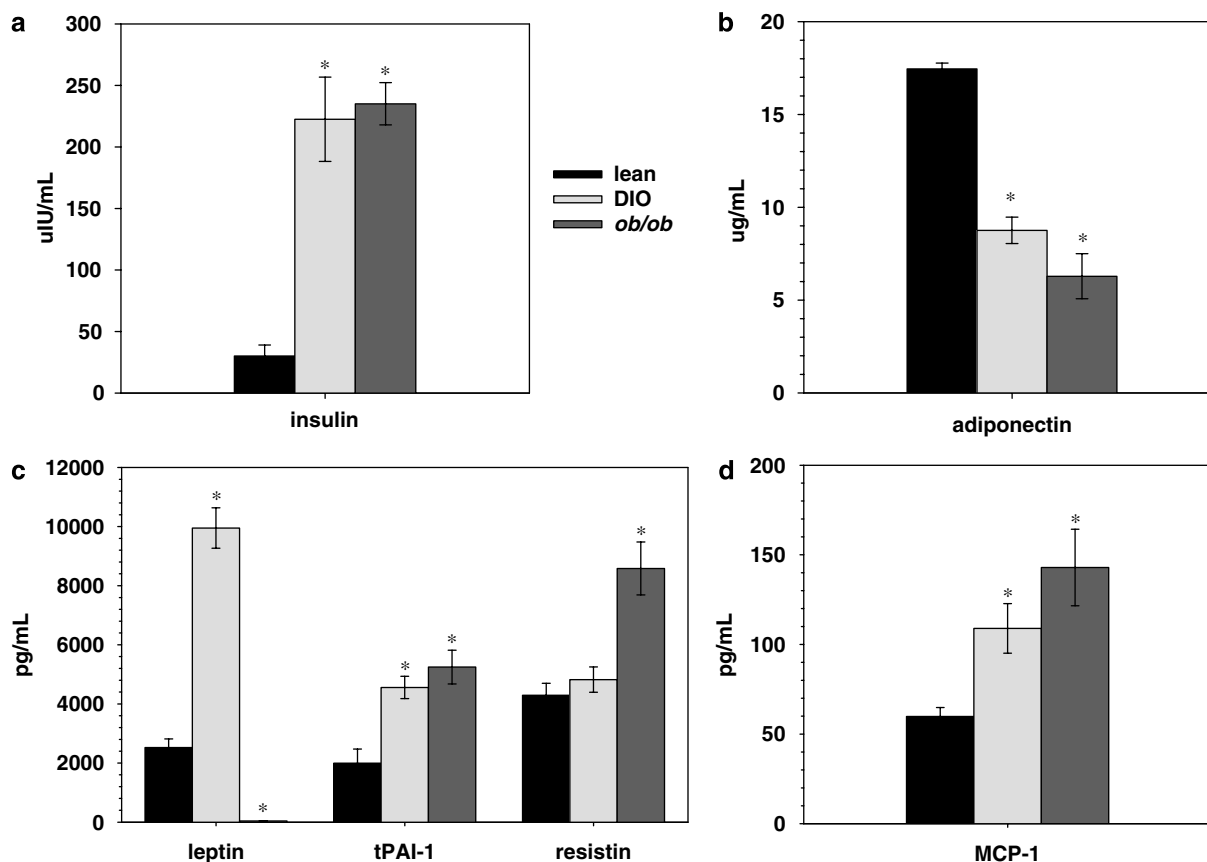 a
300
250
200
150
100
50
0
uIU/mL
* *
insulin
lean
DIO
ob/ob
b
20
15
10
5
0
ug/mL
*
*
adiponectin
c
12000
10000
8000
6000
4000
2000
0
pg/mL
*
*
*
*
*
leptin tPAI-1 resistin
d
200
150
100
50
0
pg/mL
*
*
MCP-1